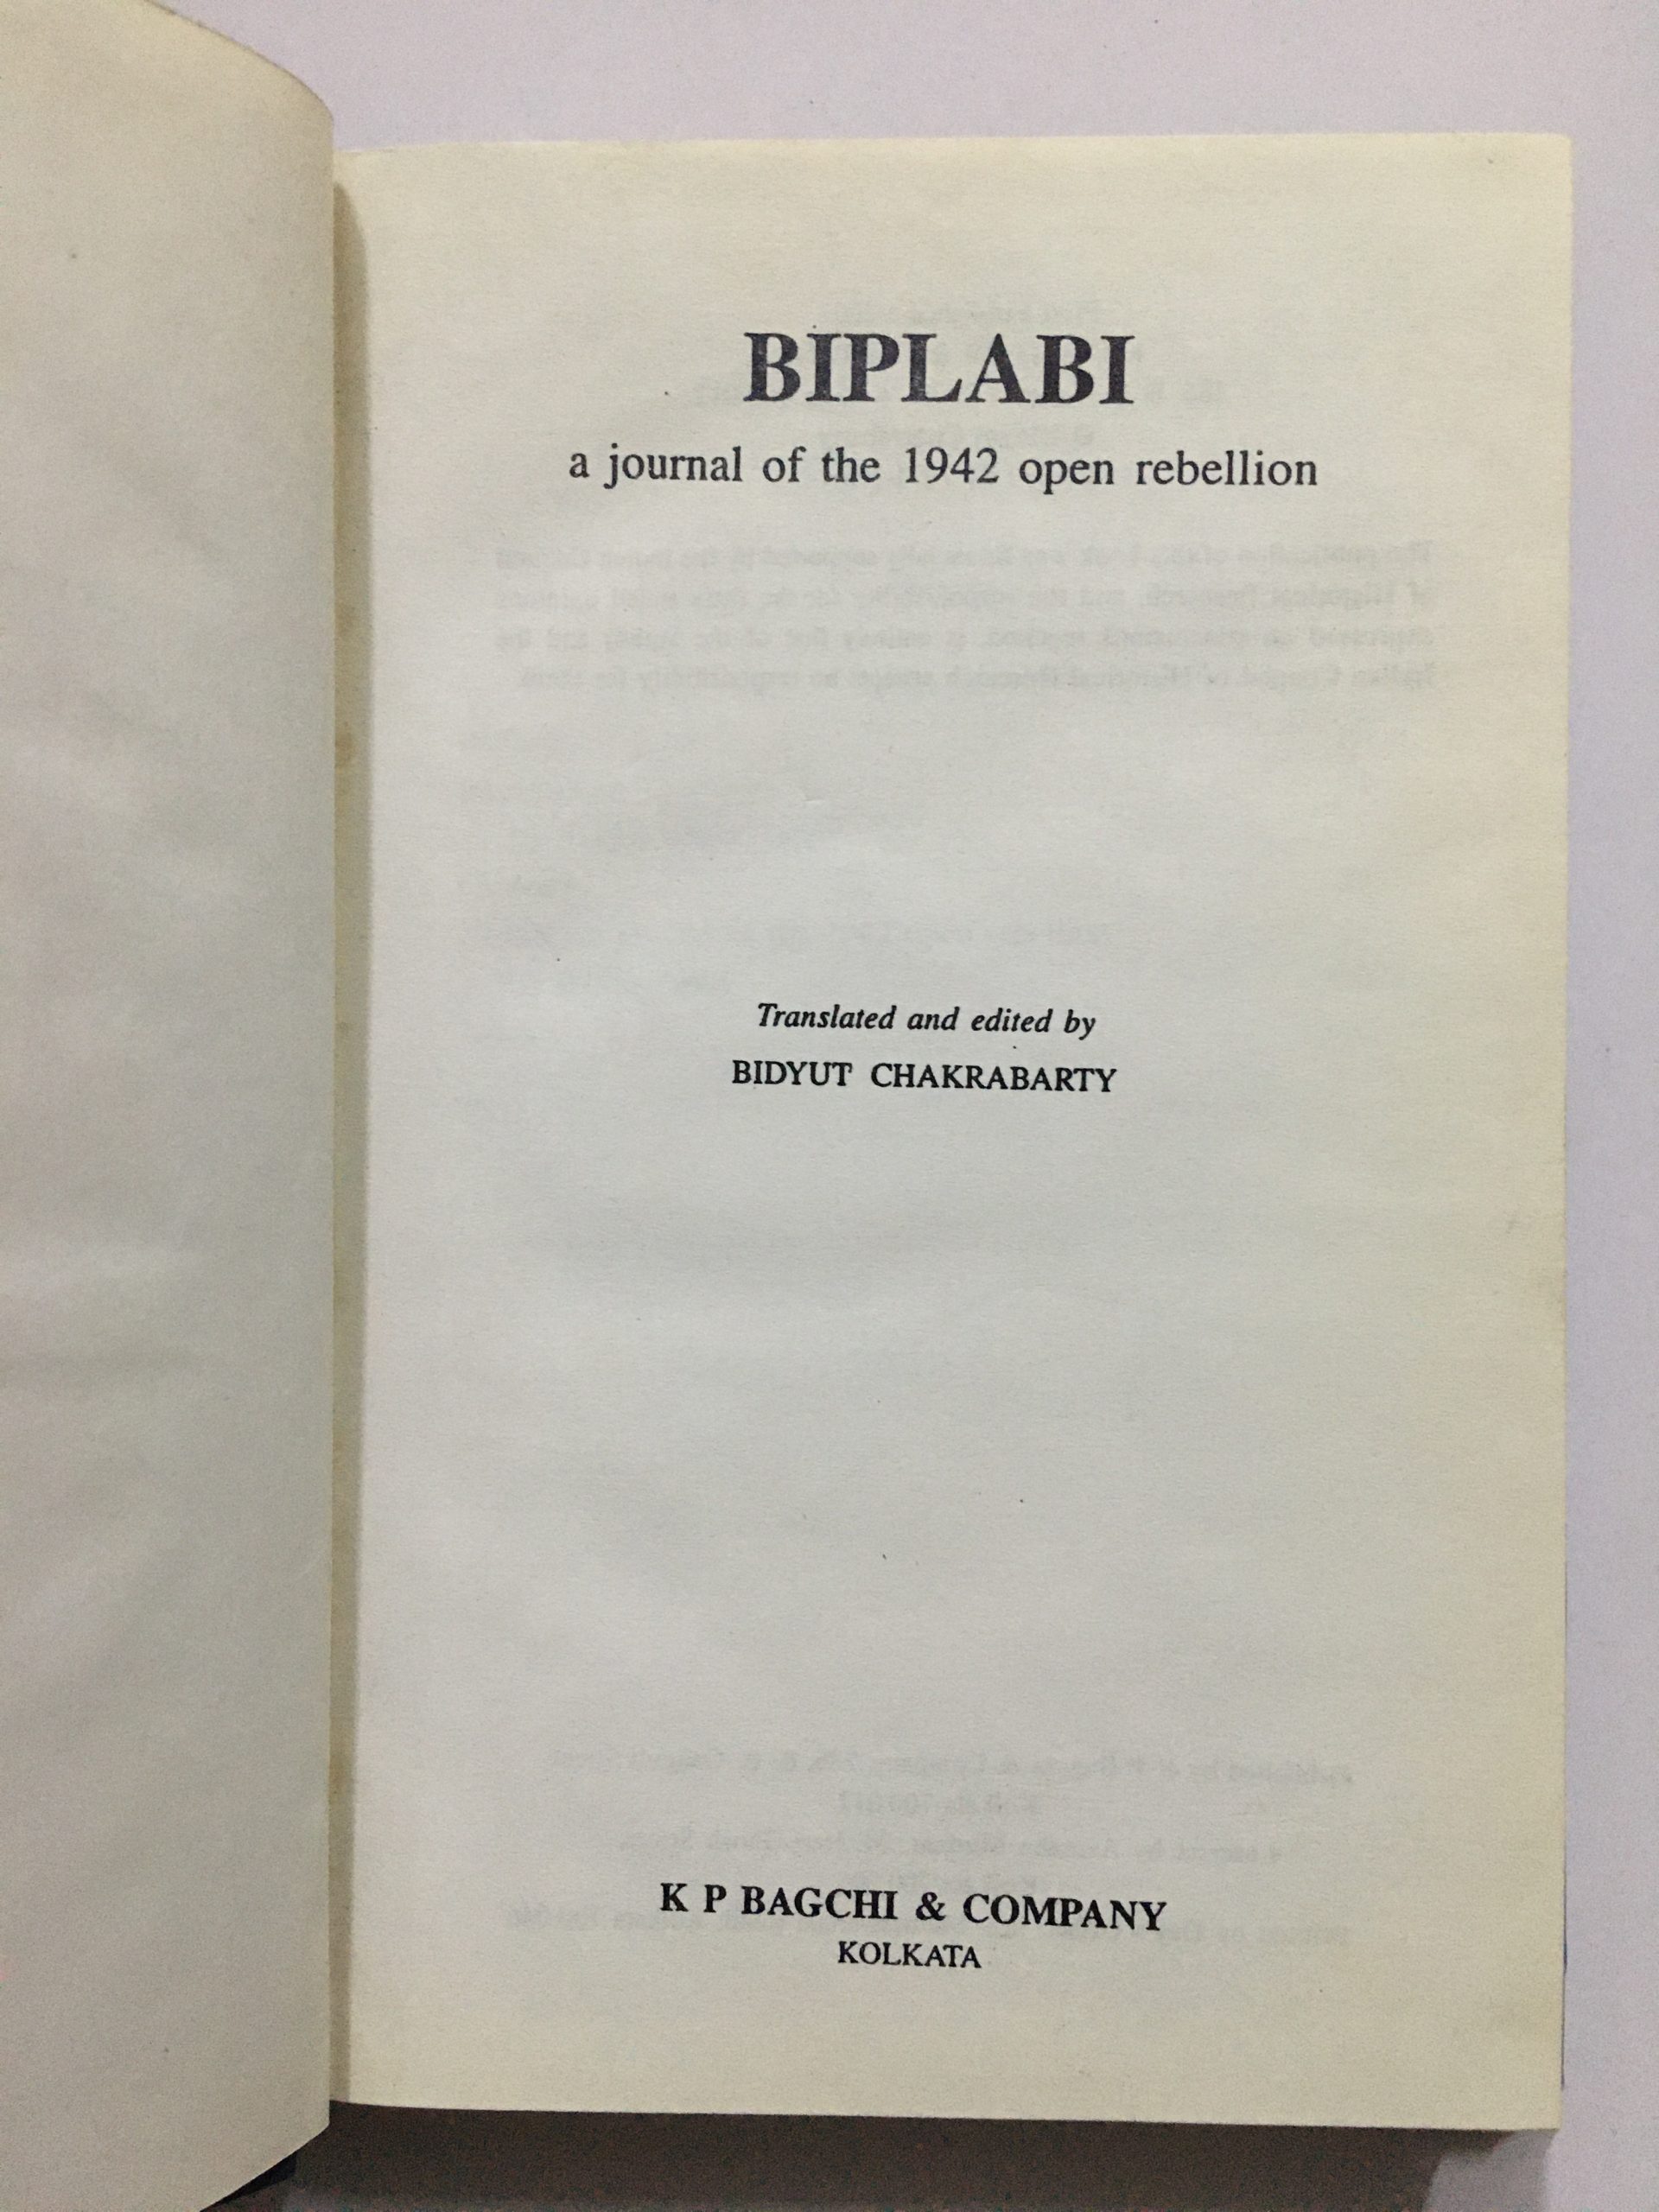 BIPLABI
a journal of the 1942 open rebellion
Translated and edited by
BIDYUT CHAKRABARTY
K P BAGCHI & COMPANY
KOLKATA